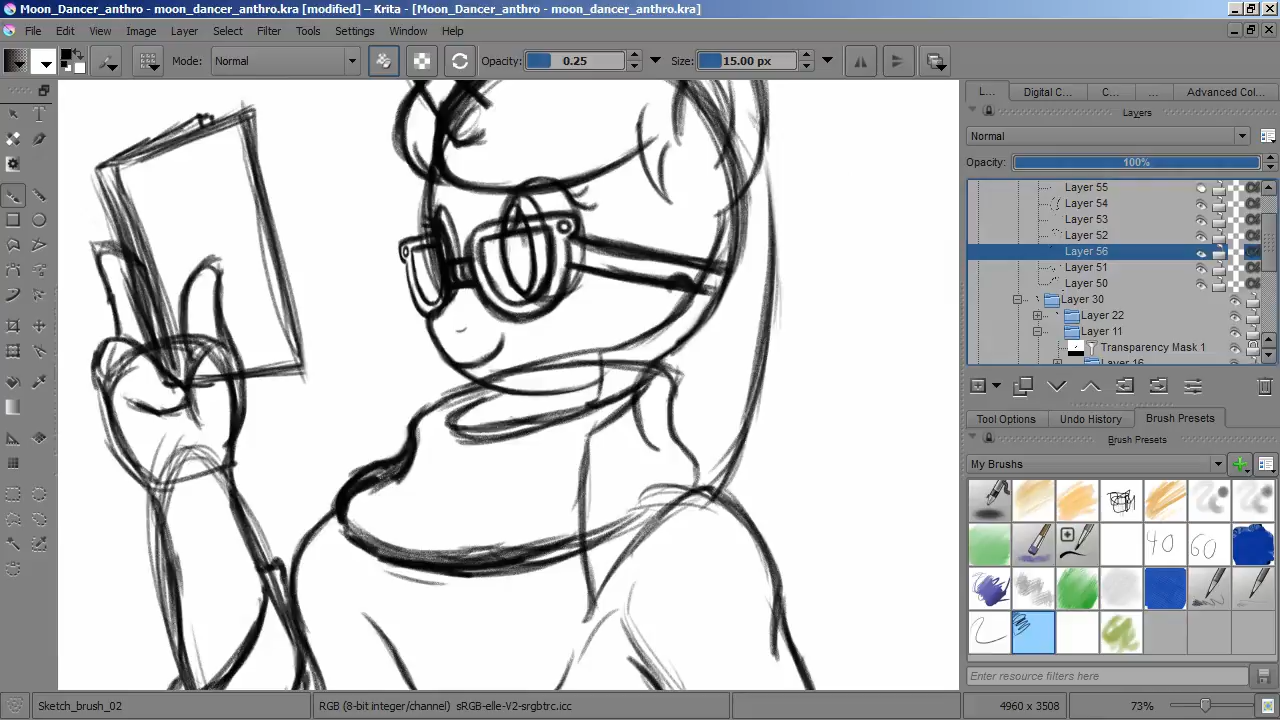 Moon_Dancer_anthro - moon_dancer_anthro.kra [modified] – Krita - [Moon_Dancer_anthro - moon_dancer_anthro.kra]
File Edit View Image Layer Select Filter Tools Settings Window Help
Mode: Normal Opacity: 0.25 Size: 15.00 px
L... Digital C... C... ... Advanced Col...
Layers
Normal
Opacity: 100%
Layer 55
Layer 54
Layer 53
Layer 52
Layer 56
Layer 51
Layer 50
Layer 30
Layer 22
Layer 11
Transparency Mask 1
Layer 16
Tool Options Undo History Brush Presets
Brush Presets
My Brushes
40 60
Enter resource filters here
Sketch_brush_02 RGB (8-bit integer/channel) sRGB-elle-V2-srgbtrc.icc 4960 x 3508 73%